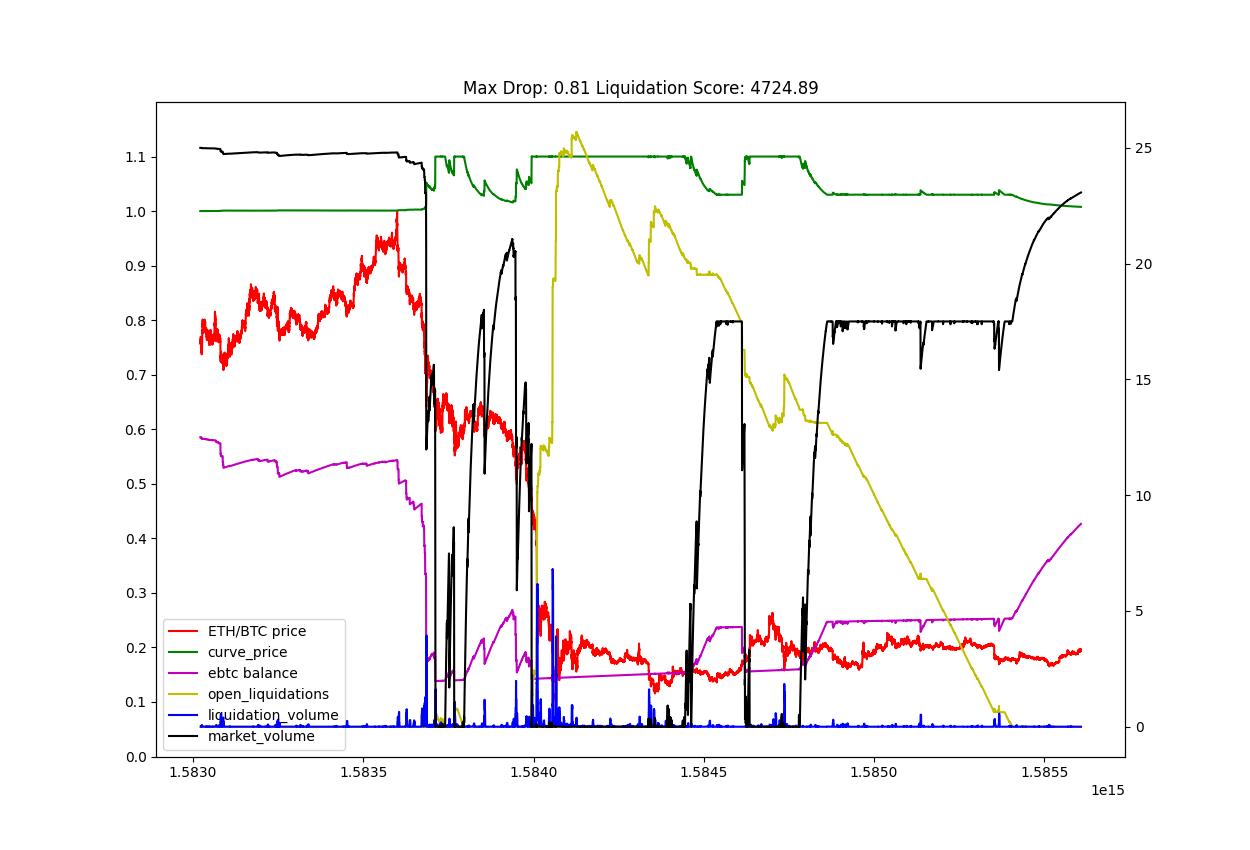 Max Drop: 0.81 Liquidation Score: 4724.89
1.1
1.0
0.9
0.8
0.7
0.6
0.5
0.4
0.3
0.2
0.1
0.0
25
20
15
10
5
0
ETH/BTC price
curve_price
ebtc balance
open_liquidations
liquidation_volume
market_volume
1.5830 1.5835 1.5840 1.5845 1.5850 1.5855
1e15